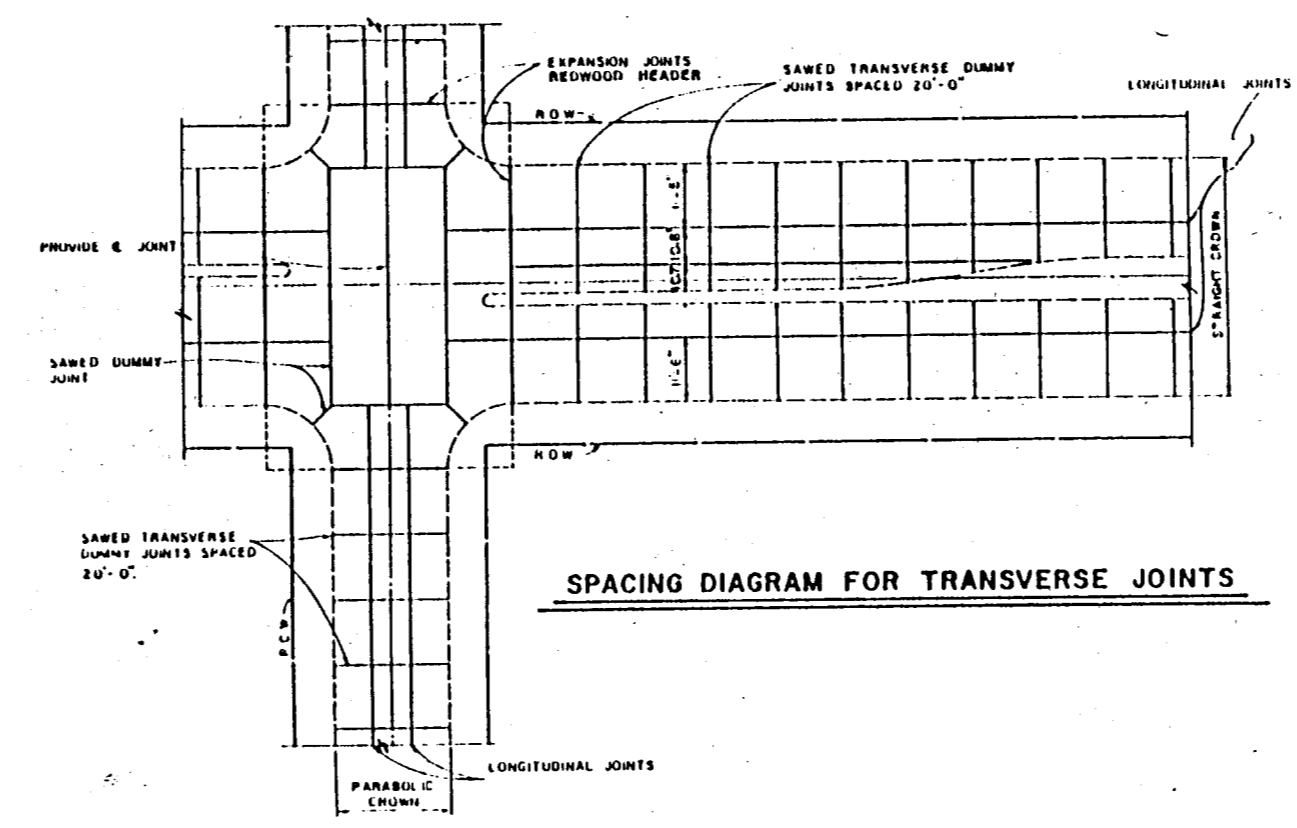 EXPANSION JOINTS
REDWOOD HEADER
SAWED TRANSVERSE DUMMY
JOINTS SPACED 20'-0"
LONGITUDINAL JOINTS
ROW
PROVIDE ℄ JOINT
11'-6"
STRAIGHT CROWN
SAWED DUMMY
JOINT
11'-6"
ROW
SAWED TRANSVERSE
DUMMY JOINTS SPACED
20'-0".
SPACING DIAGRAM FOR TRANSVERSE JOINTS
LONGITUDINAL JOINTS
PARABOLIC
CROWN